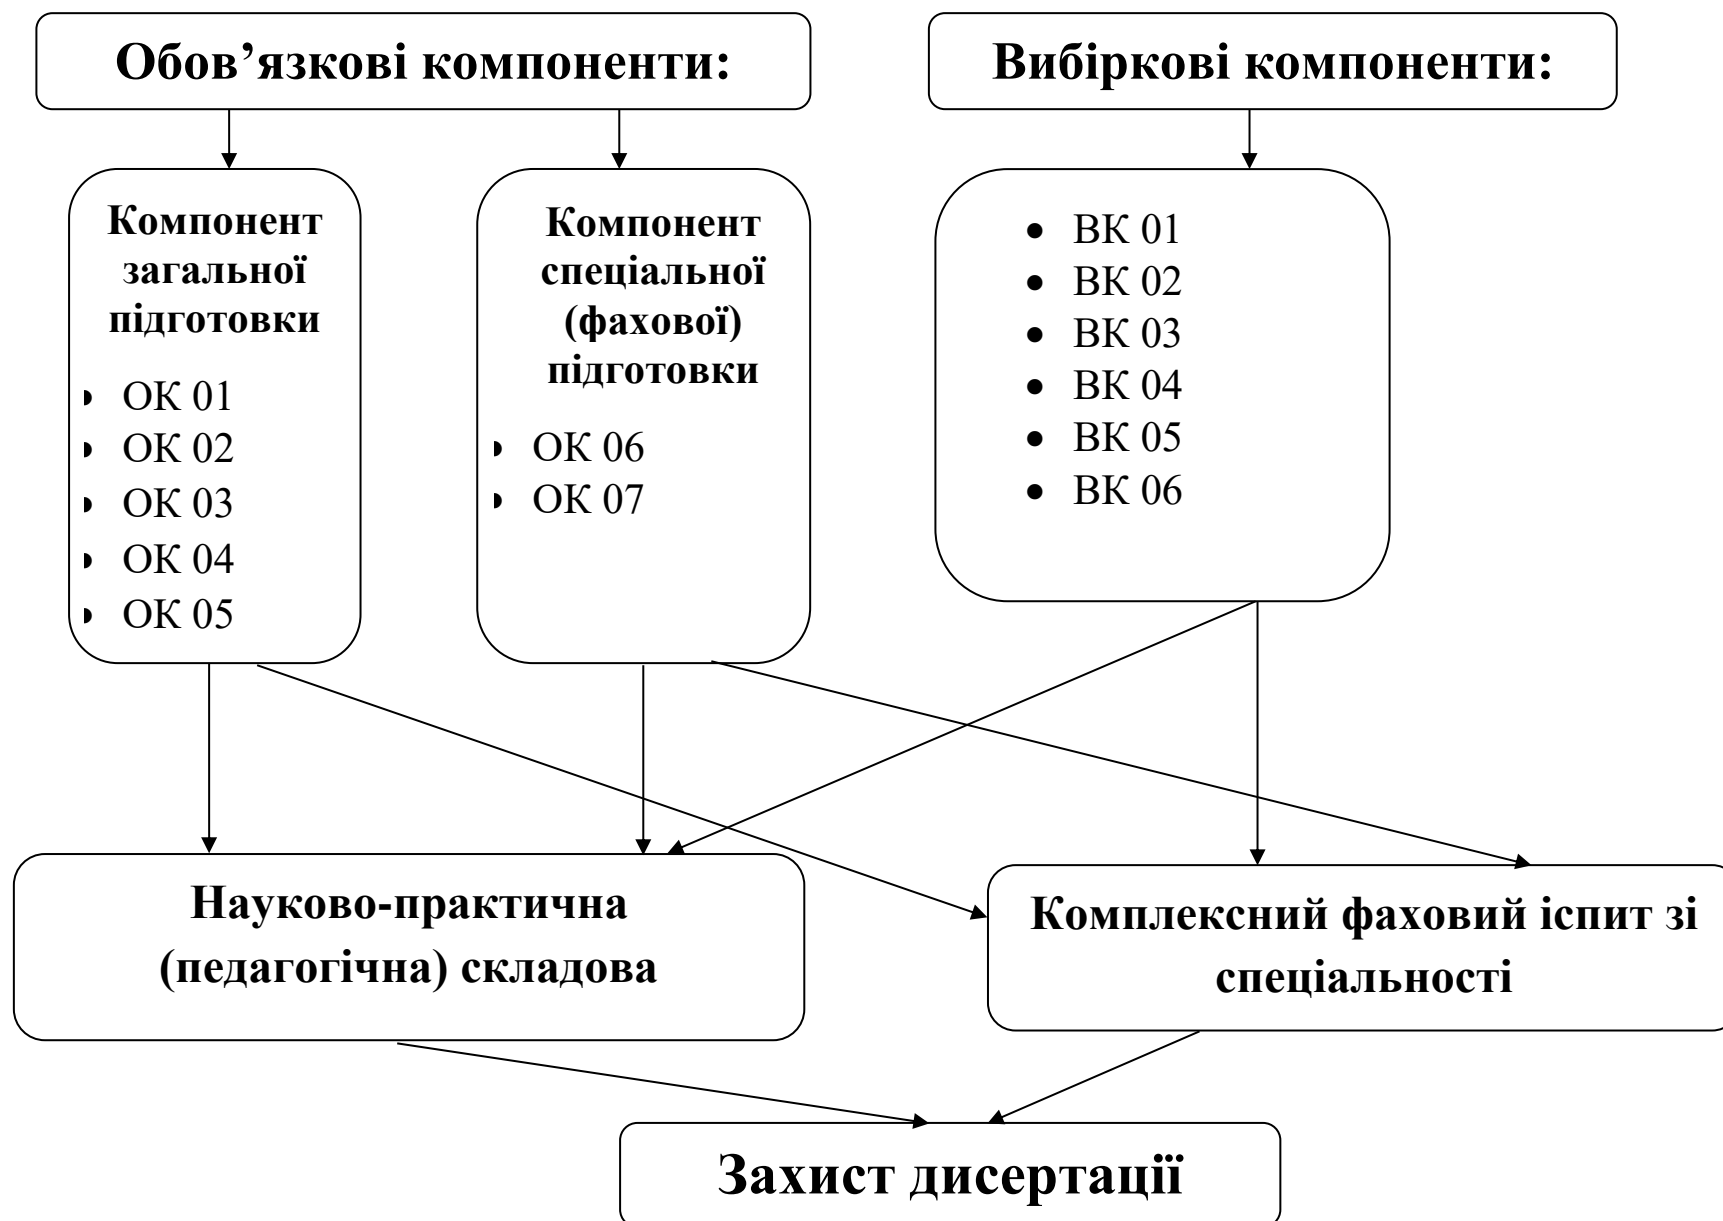 Обов’язкові компоненти:
Вибіркові компоненти:
Компонент
загальної
підготовки
• ОК 01
• ОК 02
• ОК 03
• ОК 04
• ОК 05
Компонент
спеціальної
(фахової)
підготовки
• ОК 06
• ОК 07
• ВК 01
• ВК 02
• ВК 03
• ВК 04
• ВК 05
• ВК 06
Науково-практична
(педагогічна) складова
Комплексний фаховий іспит зі
спеціальності
Захист дисертації